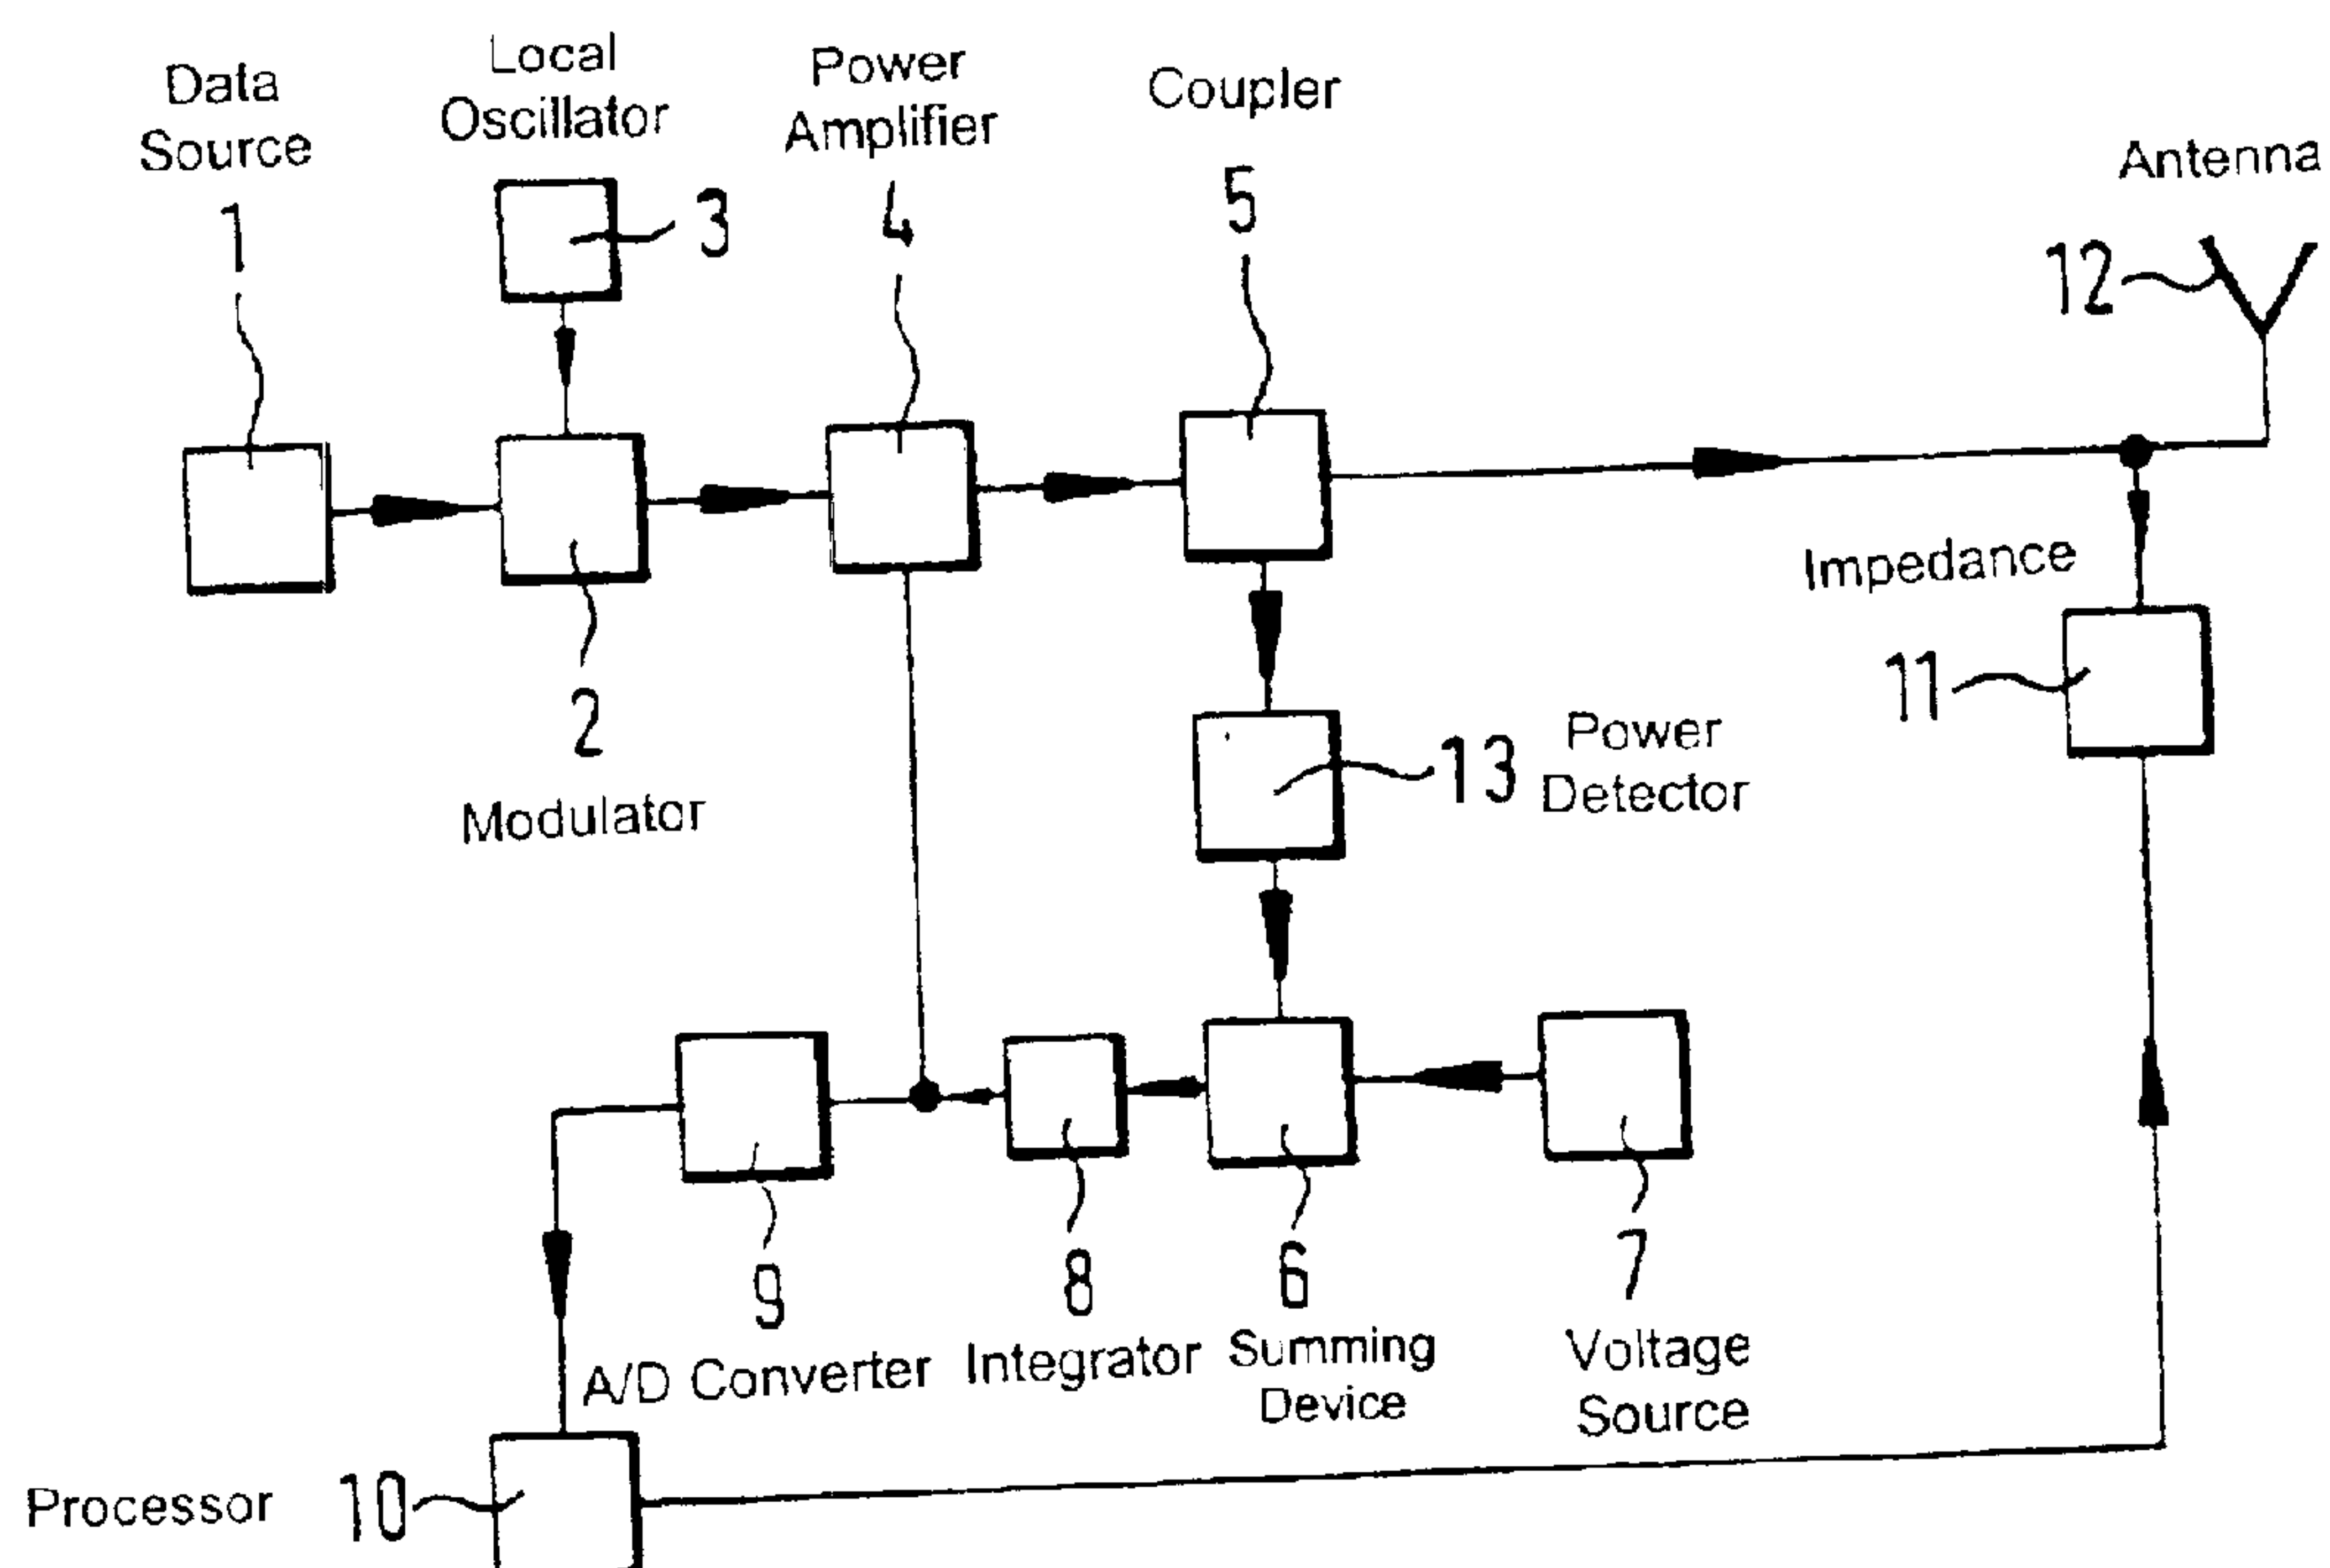 Data
Source
1
Local
Oscillator
3
Power
Amplifier
4
Coupler
5
Antenna
12
2
Modulator
Impedance
11
13
Power
Detector
9
A/D Converter
8
Integrator
6
Summing
Device
7
Voltage
Source
Processor
10